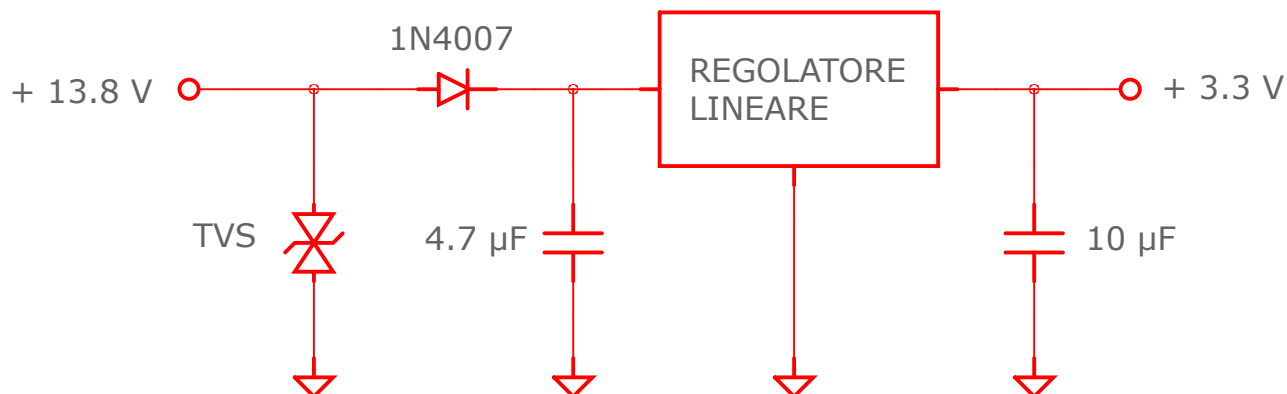 1N4007
+ 13.8 V
REGOLATORE
LINEARE
+ 3.3 V
TVS
4.7 µF
10 µF